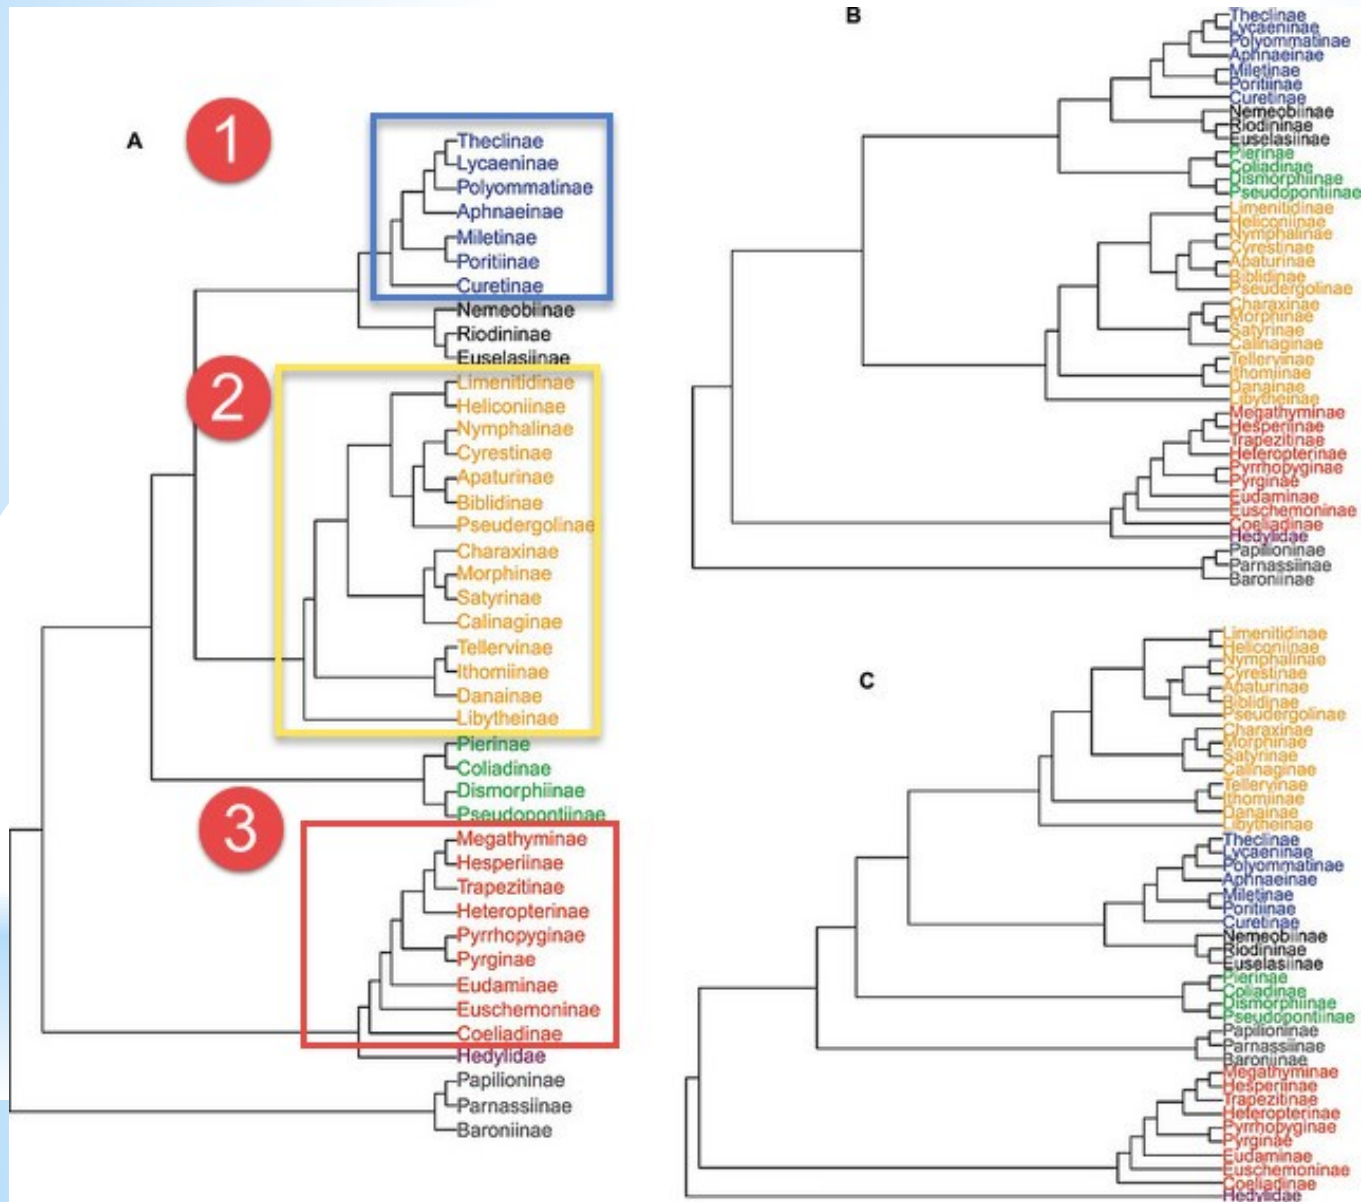 A
1
Theclinae
Lycaeninae
Polyommatinae
Aphnaeinae
Miletinae
Poritiinae
Curetinae
Nemeobiinae
Riodininae
Euselasiinae
2
Limenitidinae
Heliconiinae
Nymphalinae
Cyrestinae
Apaturinae
Biblidinae
Pseudergolinae
Charaxinae
Morphinae
Satyrinae
Calinaginae
Tellervinae
Ithomiinae
Danainae
Libytheinae
Pierinae
Coliadinae
Dismorphiinae
Pseudopontiinae
3
Megathyminae
Hesperiinae
Trapezitinae
Heteropterinae
Pyrrhopyginae
Pyrginae
Eudaminae
Euschemoninae
Coeliadinae
Hedylidae
Papilioninae
Parnassiinae
Baroniinae
B
Theclinae
Lycaeninae
Polyommatinae
Aphnaeinae
Miletinae
Poritiinae
Curetinae
Nemeobiinae
Riodininae
Euselasiinae
Pierinae
Coliadinae
Dismorphiinae
Pseudopontiinae
Limenitidinae
Heliconiinae
Nymphalinae
Cyrestinae
Apaturinae
Biblidinae
Pseudergolinae
Charaxinae
Morphinae
Satyrinae
Calinaginae
Tellervinae
Ithomiinae
Danainae
Libytheinae
Megathyminae
Hesperiinae
Trapezitinae
Heteropterinae
Pyrrhopyginae
Pyrginae
Eudaminae
Euschemoninae
Coeliadinae
Hedylidae
Papilioninae
Parnassiinae
Baroniinae
C
Limenitidinae
Heliconiinae
Nymphalinae
Cyrestinae
Apaturinae
Biblidinae
Pseudergolinae
Charaxinae
Morphinae
Satyrinae
Calinaginae
Tellervinae
Ithomiinae
Danainae
Libytheinae
Theclinae
Lycaeninae
Polyommatinae
Aphnaeinae
Miletinae
Poritiinae
Curetinae
Nemeobiinae
Riodininae
Euselasiinae
Pierinae
Coliadinae
Dismorphiinae
Pseudopontiinae
Papilioninae
Parnassiinae
Baroniinae
Megathyminae
Hesperiinae
Trapezitinae
Heteropterinae
Pyrrhopyginae
Pyrginae
Eudaminae
Euschemoninae
Coeliadinae
Hedylidae